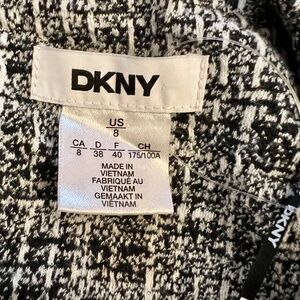 DKNY
US
8
CA D F CH
8 38 40 175/100A
MADE IN
VIETNAM
FABRIQUÉ AU
VIETNAM
GEMAAKT IN
VIETNAM
DKNY